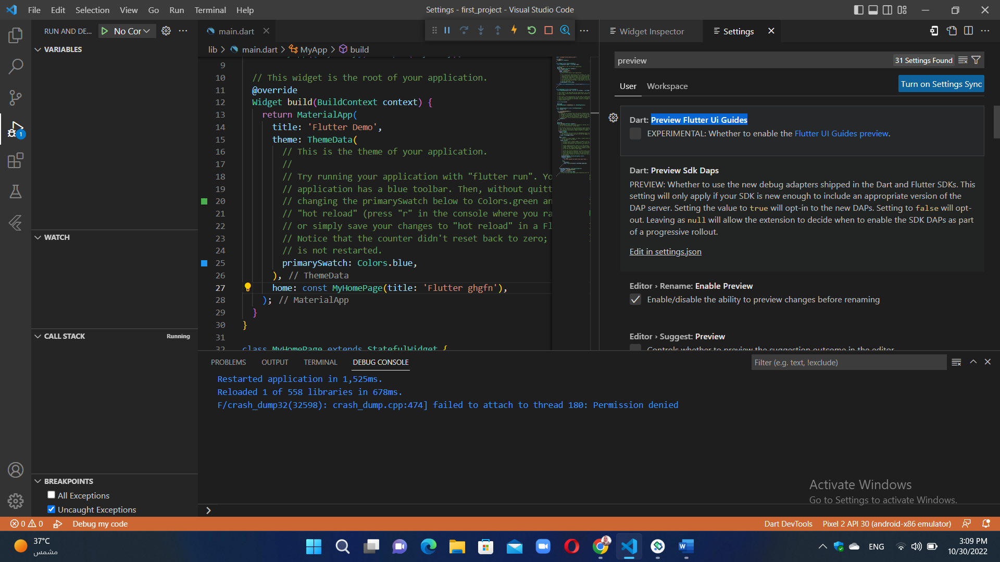 File Edit Selection View Go Run Terminal Help
Settings - first_project - Visual Studio Code
RUN AND DE...
No Cor
VARIABLES
WATCH
CALL STACK
Running
BREAKPOINTS
All Exceptions
Uncaught Exceptions
main.dart
lib > main.dart > MyApp > build
9
10 // This widget is the root of your application.
11 @override
12 Widget build(BuildContext context) {
13 return MaterialApp(
14 title: 'Flutter Demo',
15 theme: ThemeData(
16 // This is the theme of your application.
17 //
18 // Try running your application with "flutter run". Yo
19 // application has a blue toolbar. Then, without quitt
20 // changing the primarySwatch below to Colors.green an
21 // "hot reload" (press "r" in the console where you ra
22 // or simply save your changes to "hot reload" in a Fl
23 // Notice that the counter didn't reset back to zero;
24 // is not restarted.
25 primarySwatch: Colors.blue,
26 ), // ThemeData
27 home: const MyHomePage(title: 'Flutter ghgfn'),
28 ); // MaterialApp
29 }
30 }
31
32 class MyHomePage extends StatefulWidget {
Widget Inspector
Settings
preview
31 Settings Found
User Workspace
Turn on Settings Sync
Dart: Preview Flutter Ui Guides
EXPERIMENTAL: Whether to enable the Flutter UI Guides preview.
Dart: Preview Sdk Daps
PREVIEW: Whether to use the new debug adapters shipped in the Dart and Flutter SDKs. This
setting will only apply if your SDK is new enough to include an appropriate version of the
DAP server. Setting the value to true will opt-in to the new DAPs. Setting to false will opt-
out. Leaving as null will allow the extension to decide when to enable the SDK DAPs as part
of a progressive rollout.
Edit in settings.json
Editor › Rename: Enable Preview
Enable/disable the ability to preview changes before renaming
Editor › Suggest: Preview
Controls whether to preview the suggestion outcome in the editor
PROBLEMS OUTPUT TERMINAL DEBUG CONSOLE
Filter (e.g. text, !exclude)
Restarted application in 1,525ms.
Reloaded 1 of 558 libraries in 678ms.
F/crash_dump32(32598): crash_dump.cpp:474] failed to attach to thread 180: Permission denied
Activate Windows
Go to Settings to activate Windows.
0 0 Debug my code
Dart DevTools Pixel 2 API 30 (android-x86 emulator)
37°C
مشمس
ENG
3:09 PM
10/30/2022